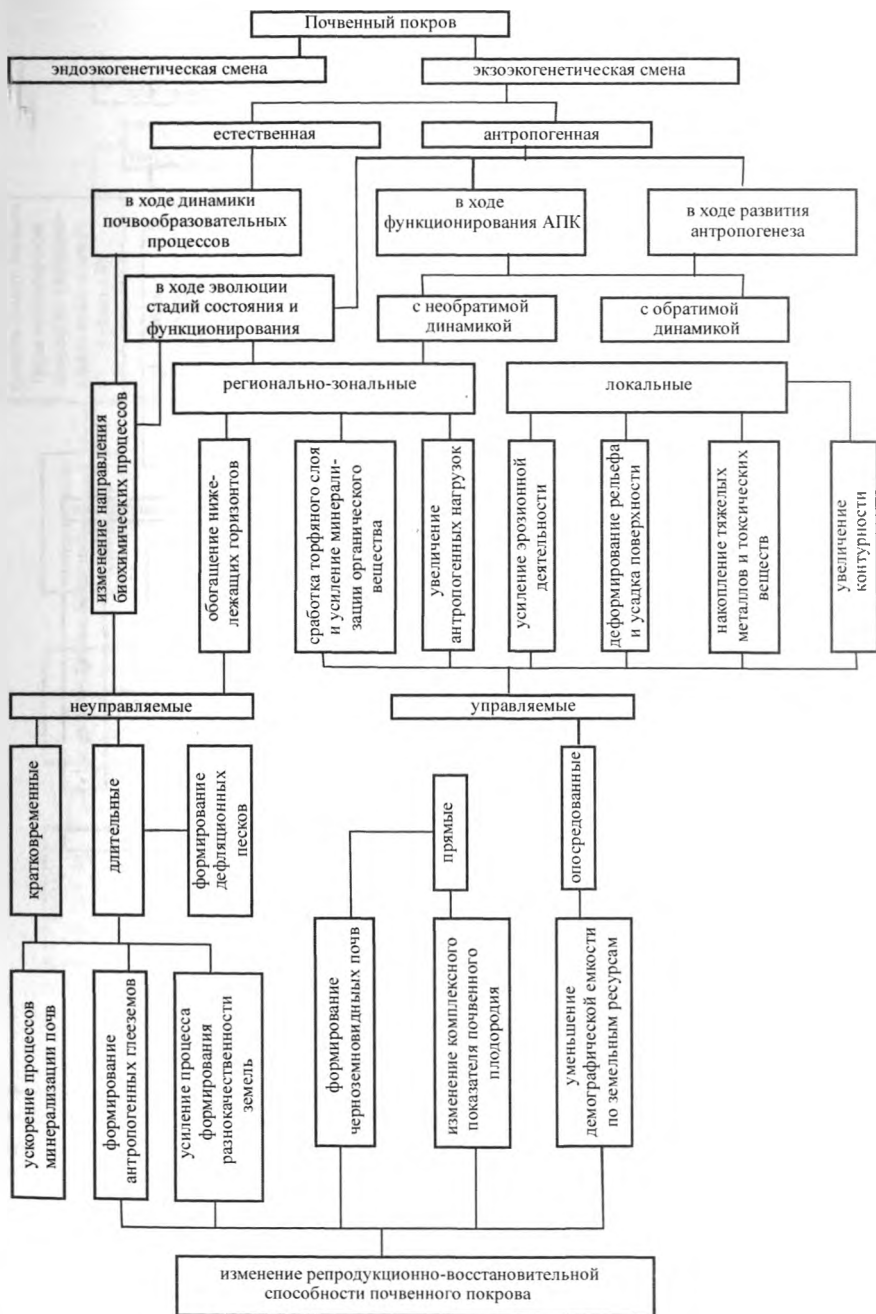 Почвенный покров
эндоэкогенетическая смена
экзоэкогенетическая смена
естественная
антропогенная
в ходе динамики
почвообразовательных
процессов
в ходе
функционирования АПК
в ходе развития
антропогенеза
в ходе эволюции
стадий состояния и
функционирования
с необратимой
динамикой
с обратимой
динамикой
регионально-зональные
локальные
изменение направления
биохимических процессов
обогащение ниже-
лежащих горизонтов
сработка торфяного слоя
и усиление минерали-
зации органического
вещества
увеличение
антропогенных нагрузок
усиление эрозионной
деятельности
деформирование рельефа
и усадка поверхности
накопление тяжелых
металлов и токсических
веществ
увеличение
контурности
неуправляемые
управляемые
кратковременные
длительные
формирование
дефляционных
песков
прямые
опосредованные
ускорение процессов
минерализации почв
формирование
антропогенных глееземов
усиление процесса
формирования
разнокачественности
земель
формирование
черноземновидныых почв
изменение комплексного
показателя почвенного
плодородия
уменьшение
демографической емкости
по земельным ресурсам
изменение репродукционно-восстановительной
способности почвенного покрова